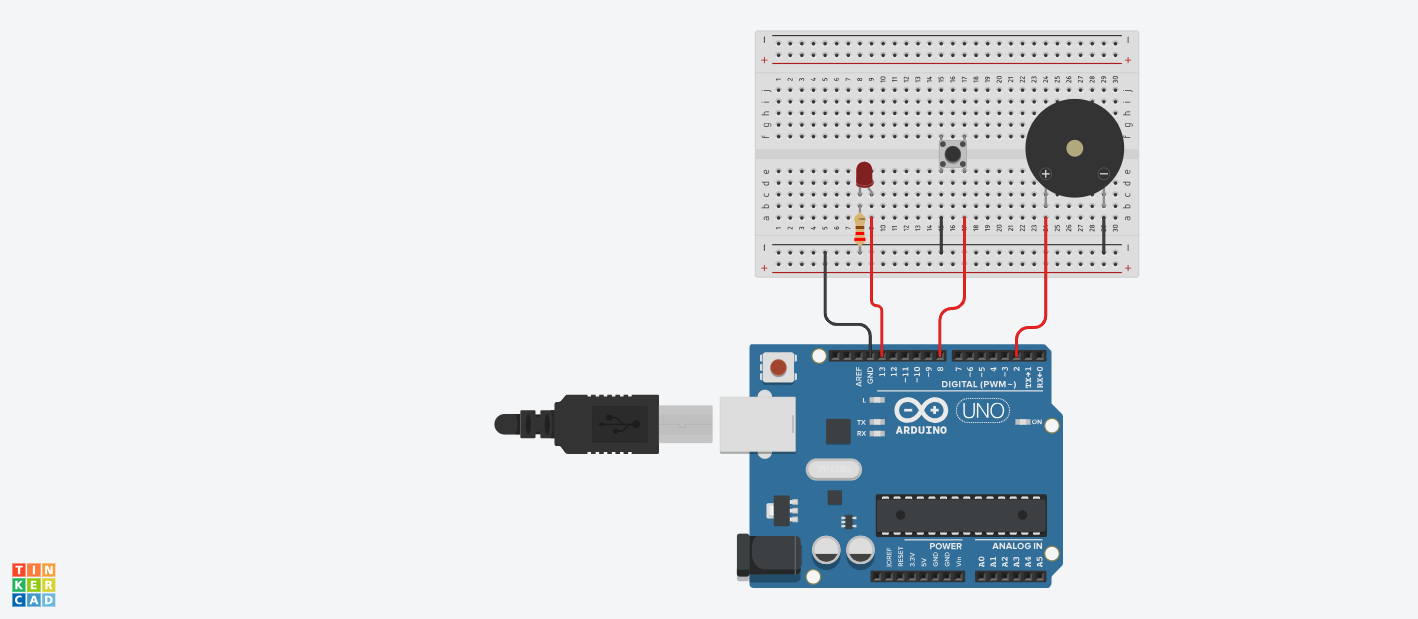 − −
+ +
1 2 3 4 5 6 7 8 9 10 11 12 13 14 15 16 17 18 19 20 21 22 23 24 25 26 27 28 29 30
j j
i i
h h
g g
f f
e + − e
d d
c c
b b
a a
1 2 3 4 5 6 7 8 9 10 11 12 13 14 15 16 17 18 19 20 21 22 23 24 25 26 27 28 29 30
− −
+ +
AREF GND 13 12 ~11 ~10 ~9 8 7 ~6 ~5 4 ~3 2 TX→1 RX←0
DIGITAL (PWM~)
L
TX
RX
UNO
ON
ARDUINO
POWER ANALOG IN
IOREF RESET 3.3V 5V GND GND Vin A0 A1 A2 A3 A4 A5
TIN
KER
CAD